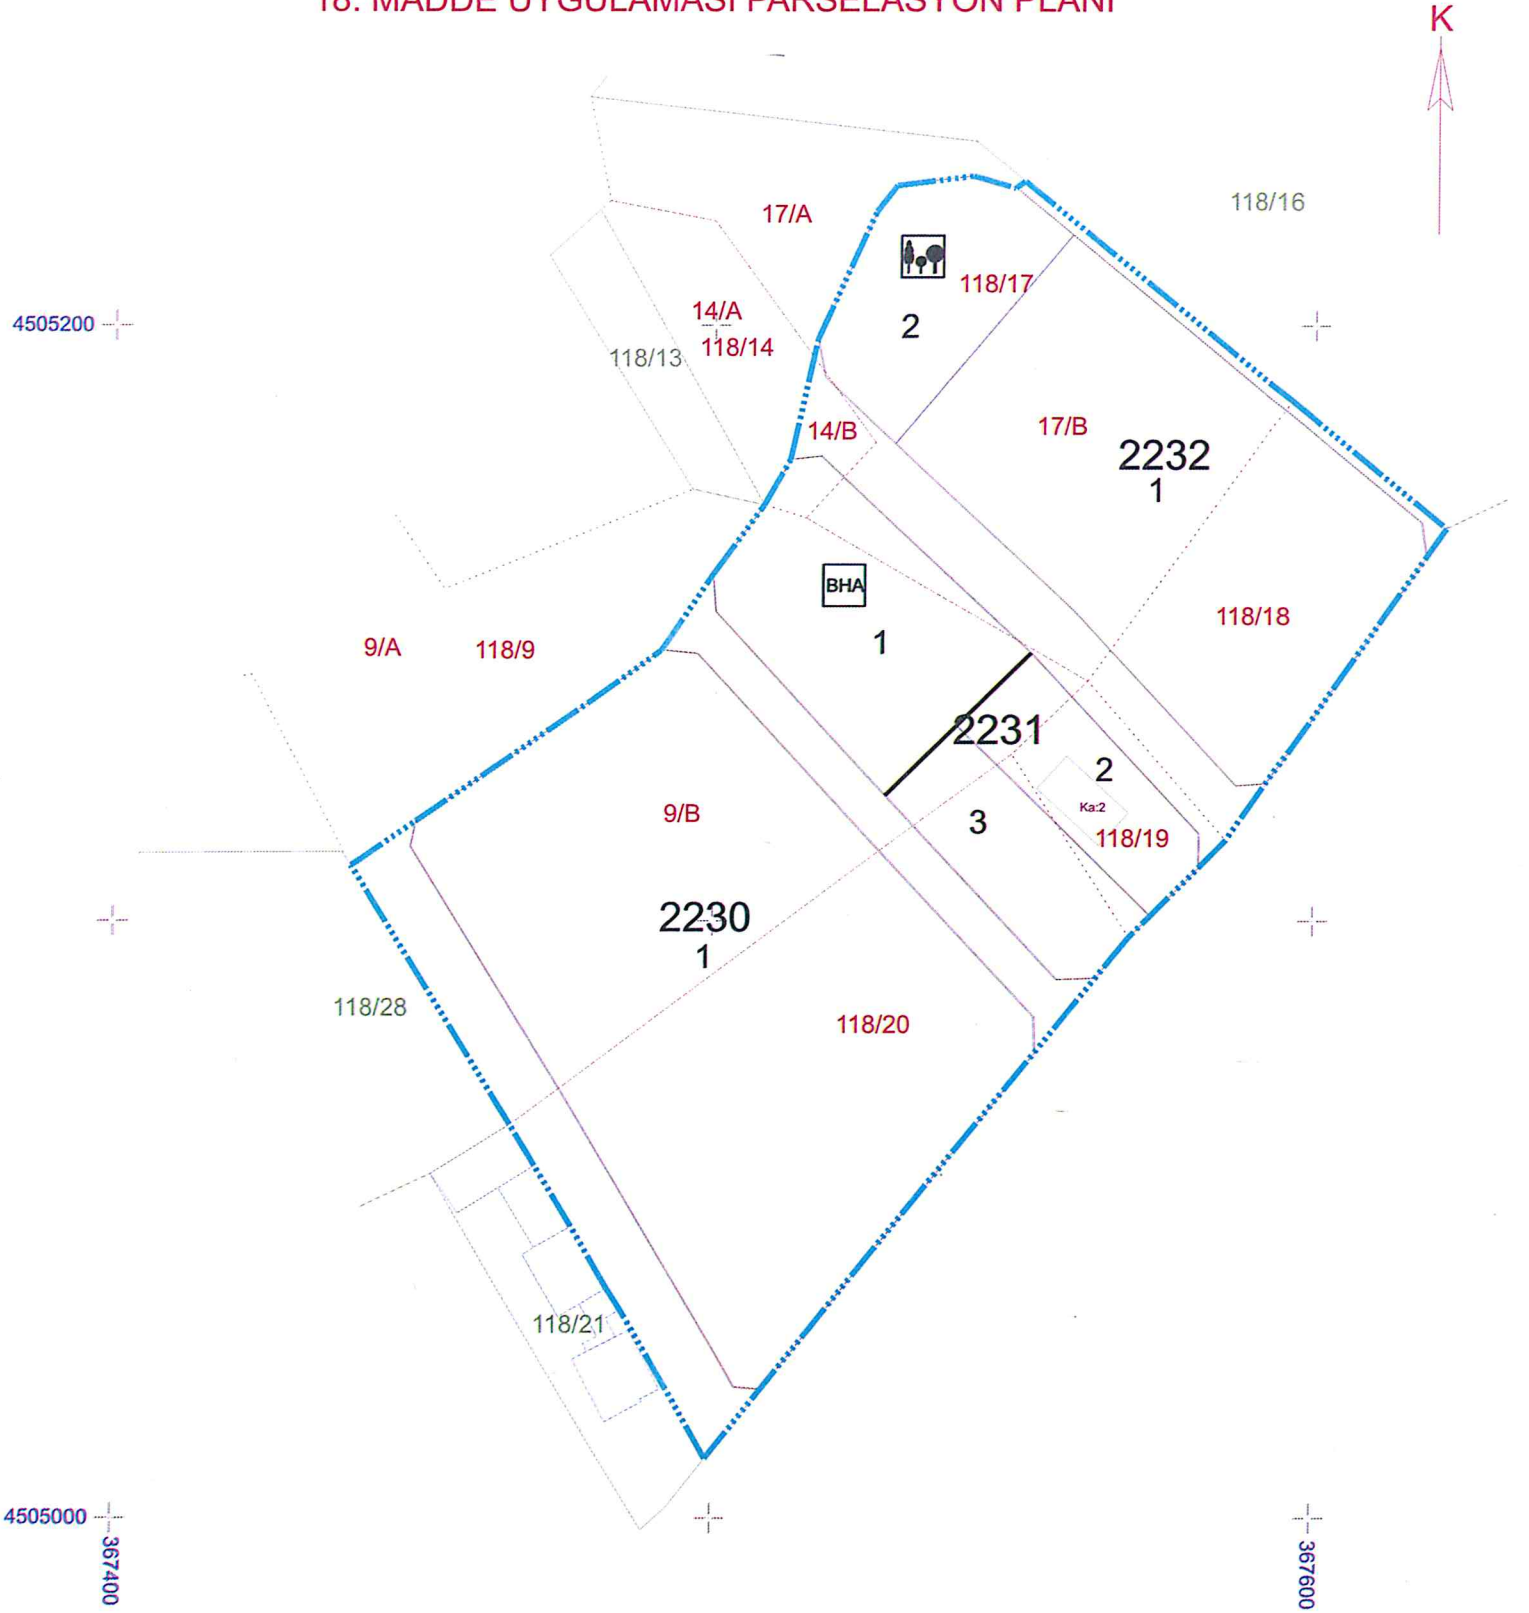 18. MADDE UYGULAMASI PARSELASYON PLANI
K
118/16
17/A
118/17
2
14/A
118/14
118/13
4505200
14/B
17/B
2232
1
BHA
1
118/18
9/A
118/9
2231
2
Ka:2
3
118/19
9/B
2230
1
118/28
118/20
118/21
4505000
367400
367600